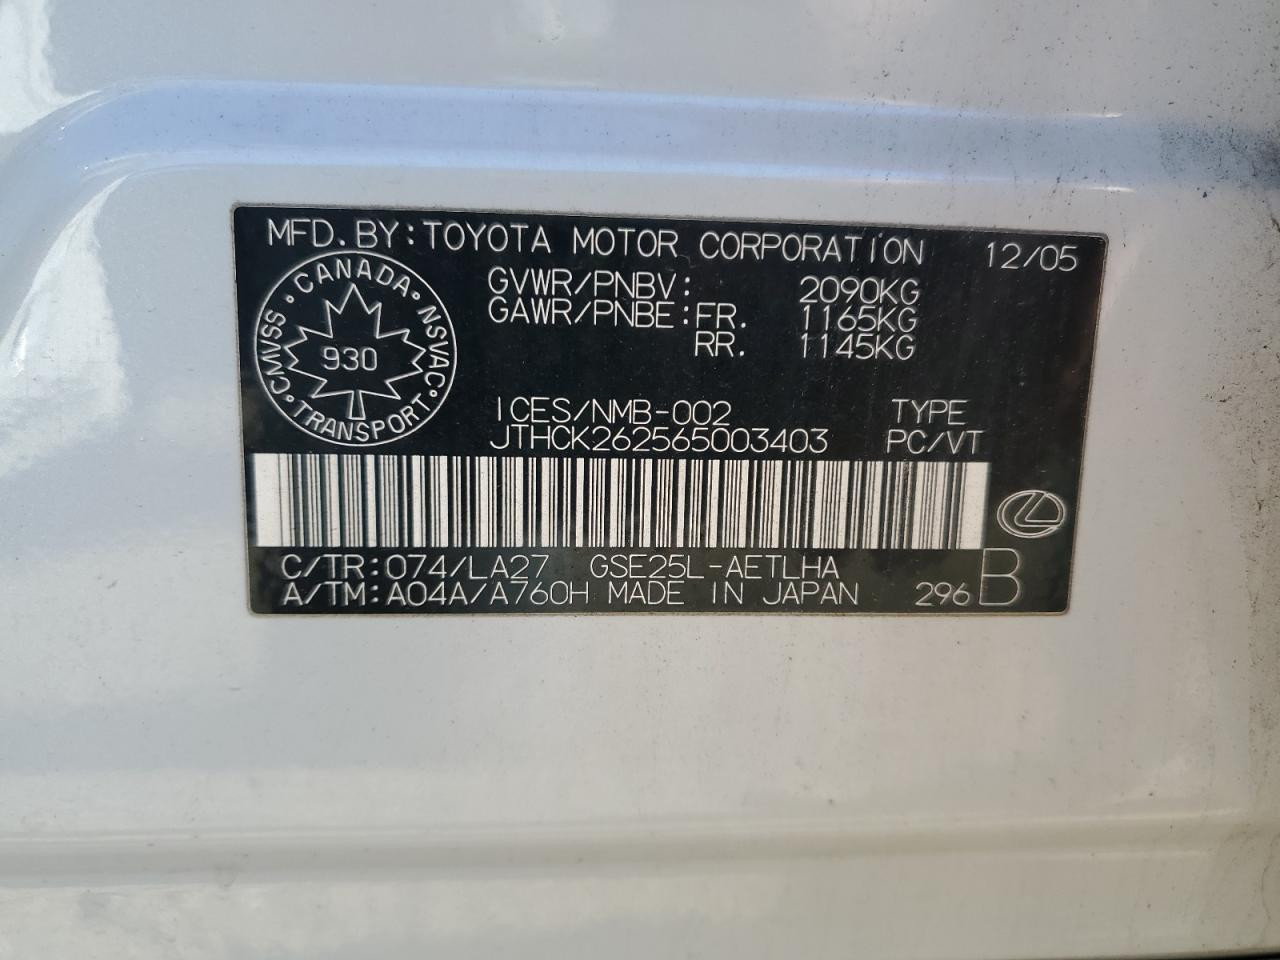 MFD. BY: TOYOTA MOTOR CORPORATION 12/05
GVWR/PNBV: 2090KG
GAWR/PNBE: FR. 1165KG
RR. 1145KG
CANADA · NSVAC · TRANSPORT · CMVSS ·
930
ICES/NMB-002 TYPE
JTHCK262565003403 PC/VT
C/TR: 074/LA27 GSE25L-AETLHA
A/TM: A04A/A760H MADE IN JAPAN 296 B